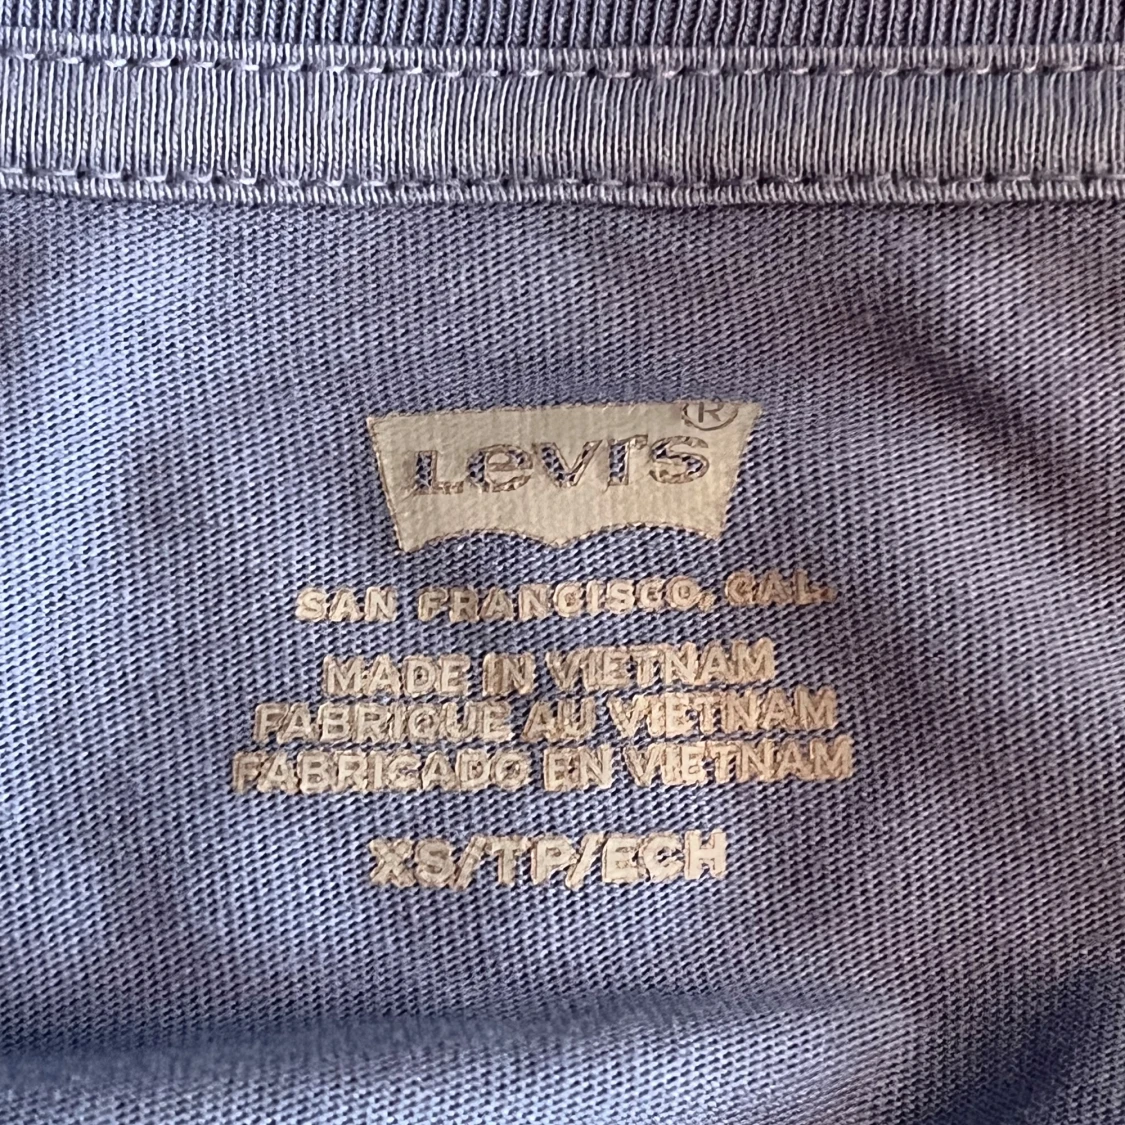 Levi's ®
SAN FRANCISCO, CAL.
MADE IN VIETNAM
FABRIQUE AU VIETNAM
FABRICADO EN VIETNAM
XS/TP/ECH